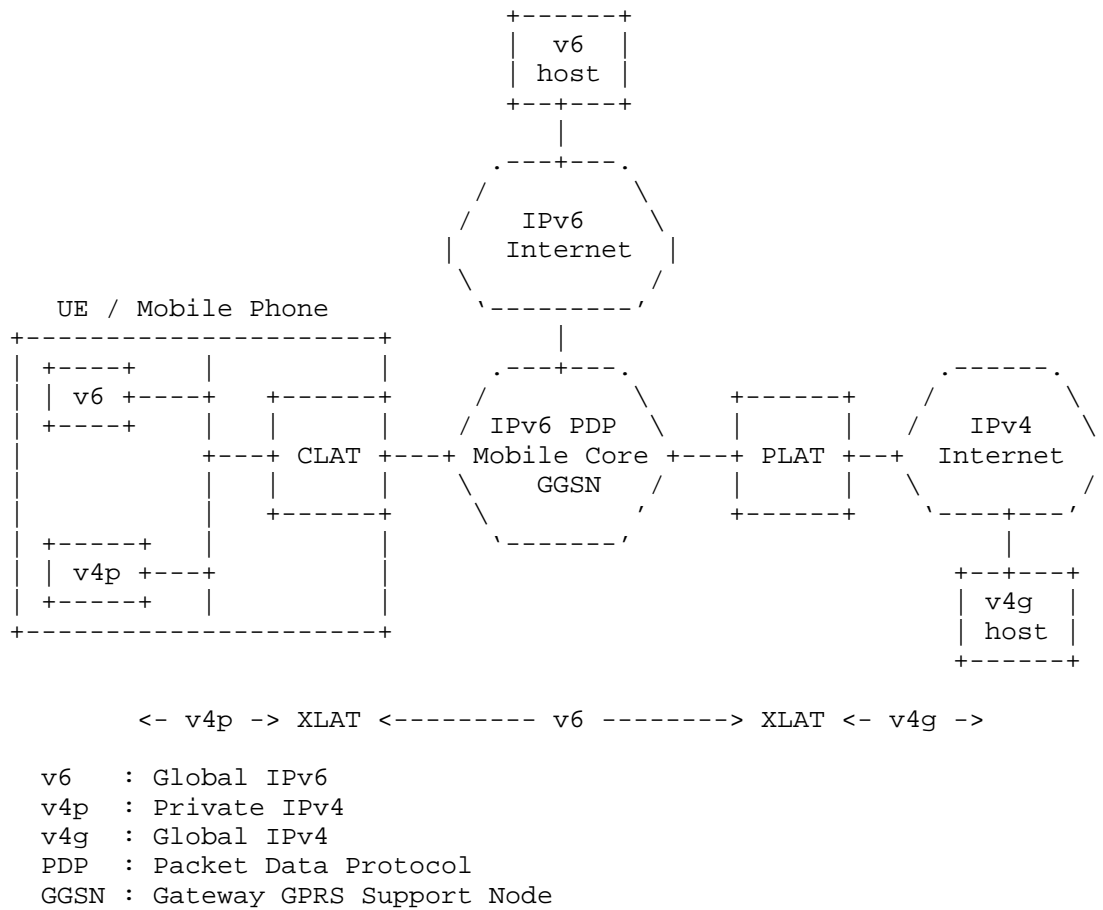 v6
host
IPv6
Internet
UE / Mobile Phone
v6
IPv6 PDP
IPv4
CLAT
Mobile Core
PLAT
Internet
GGSN
v4p
v4g
host
<- v4p -> XLAT <--------- v6 --------> XLAT <- v4g ->
v6 : Global IPv6
v4p : Private IPv4
v4g : Global IPv4
PDP : Packet Data Protocol
GGSN : Gateway GPRS Support Node